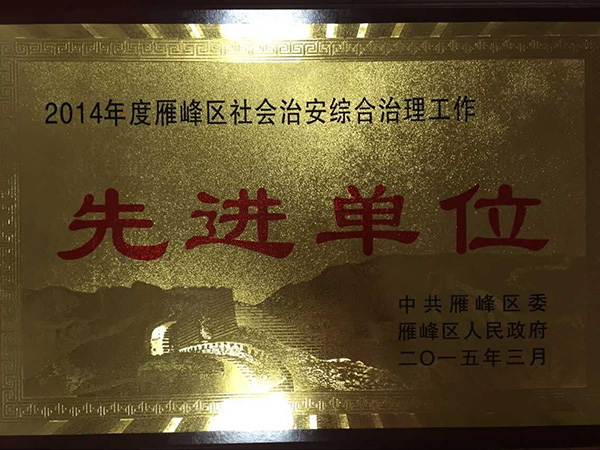 2014年度雁峰区社会治安综合治理工作
先进单位
中共雁峰区委
雁峰区人民政府
二〇一五年三月